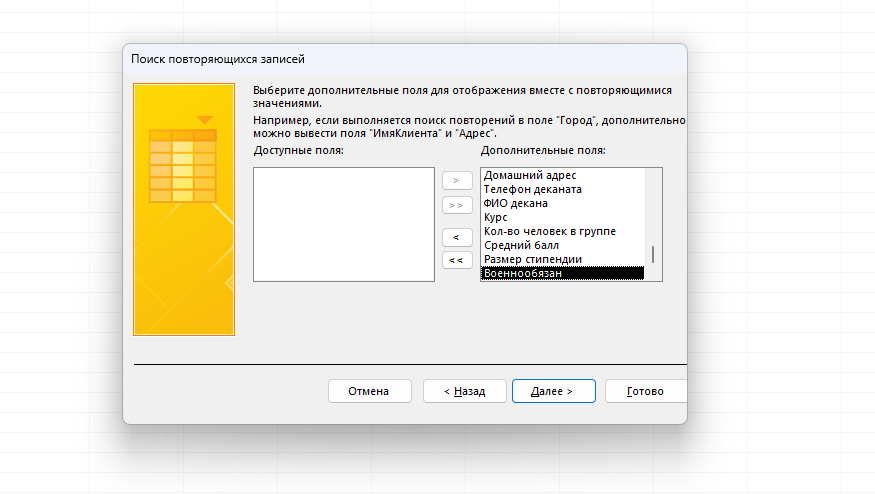 Поиск повторяющихся записей
Выберите дополнительные поля для отображения вместе с повторяющимися
значениями.
Например, если выполняется поиск повторений в поле "Город", дополнительно
можно вывести поля "ИмяКлиента" и "Адрес".
Доступные поля:
Дополнительные поля:
Домашний адрес
Телефон деканата
ФИО декана
Курс
Кол-во человек в группе
Средний балл
Размер стипендии
Военнообязан
>
>>
<
<<
Отмена
< Назад
Далее >
Готово